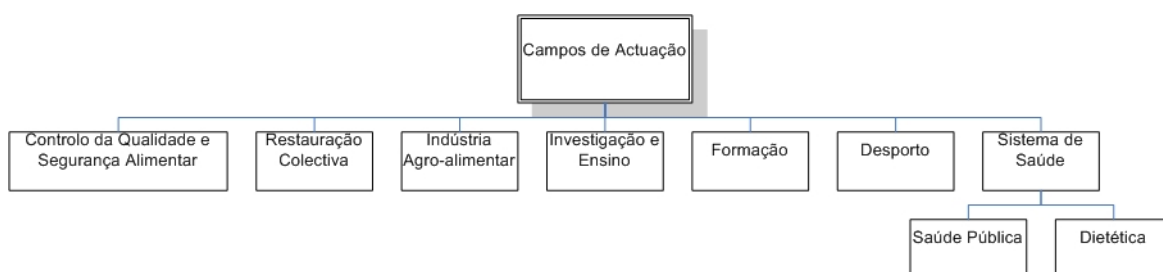 Campos de Actuação
Controlo da Qualidade e
Segurança Alimentar
Restauração
Colectiva
Indústria
Agro-alimentar
Investigação e
Ensino
Formação
Desporto
Sistema de
Saúde
Saúde Pública
Dietética